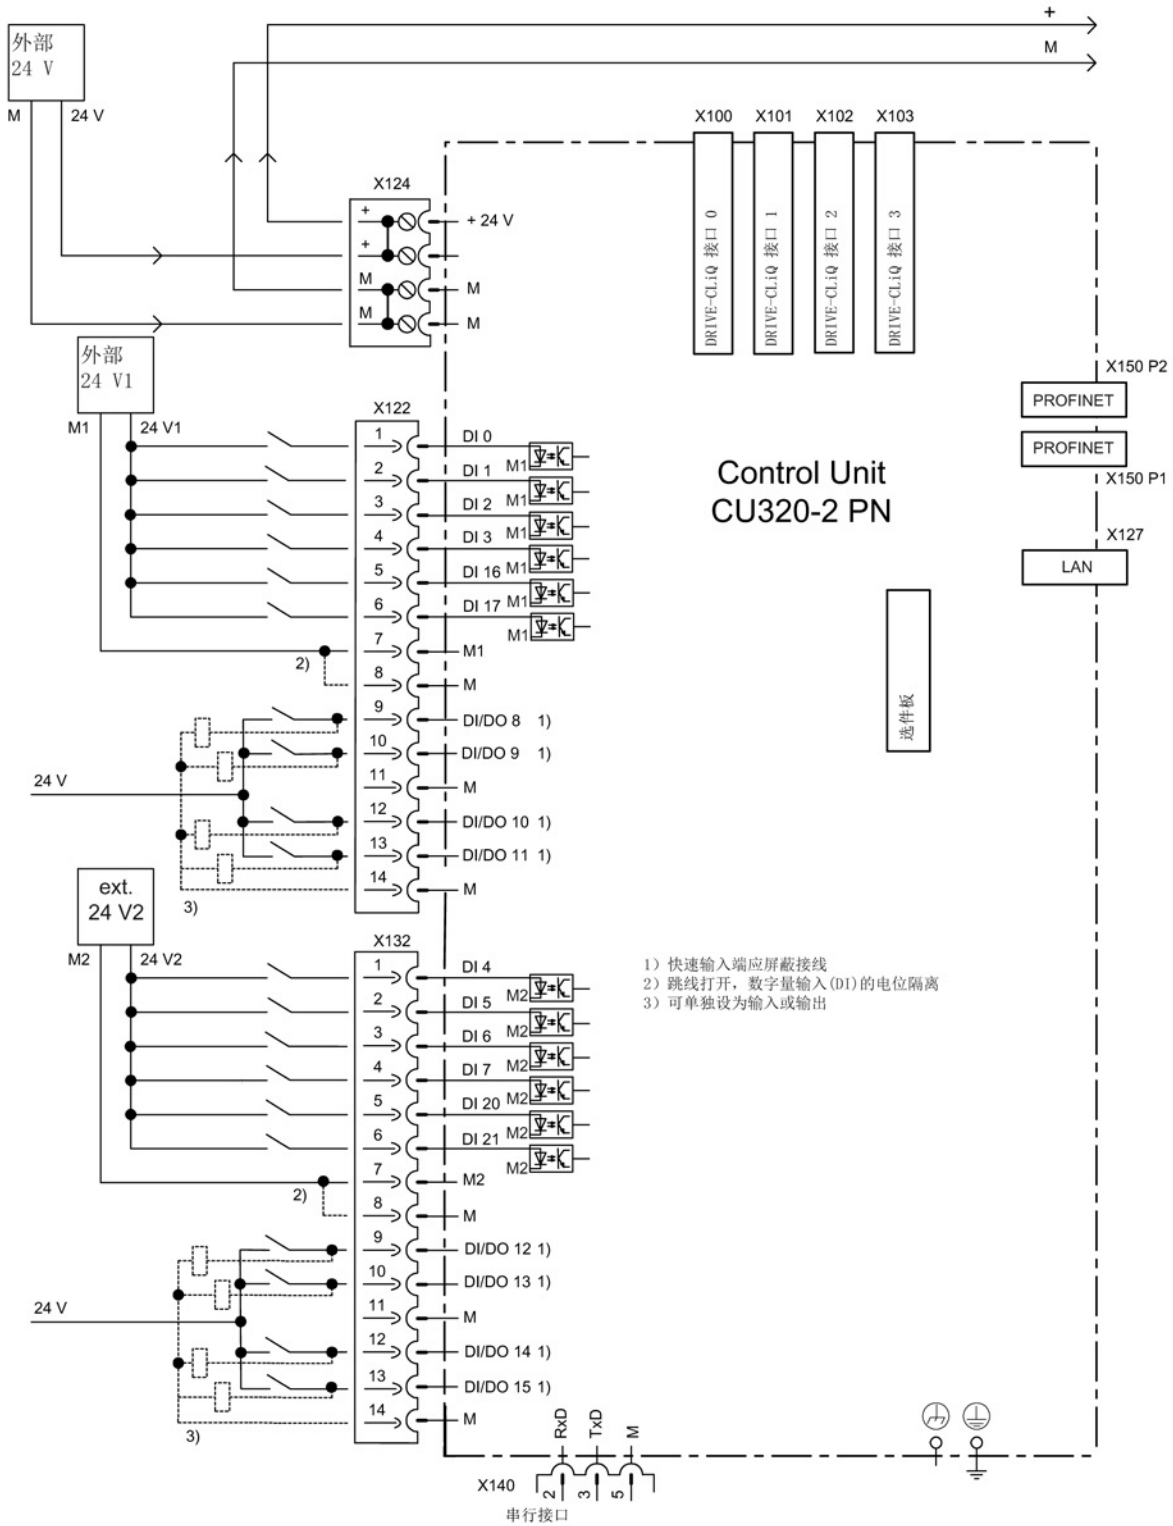 +
M
外部
24 V
M
24 V
X100
X101
X102
X103
DRIVE-CLiQ 接口 0
DRIVE-CLiQ 接口 1
DRIVE-CLiQ 接口 2
DRIVE-CLiQ 接口 3
X124
+
+ 24 V
+
M
M
M
M
外部
24 V1
M1
24 V1
X150 P2
PROFINET
PROFINET
X150 P1
X127
LAN
Control Unit
CU320-2 PN
选件板
X122
1
DI 0
M1
2
DI 1
M1
3
DI 2
M1
4
DI 3
M1
5
DI 16
M1
6
DI 17
M1
7
M1
2)
8
M
9
DI/DO 8 1)
10
DI/DO 9 1)
24 V
11
M
12
DI/DO 10 1)
13
DI/DO 11 1)
14
M
3)
ext.
24 V2
M2
24 V2
X132
1
DI 4
M2
2
DI 5
M2
3
DI 6
M2
4
DI 7
M2
5
DI 20
M2
6
DI 21
M2
7
M2
2)
8
M
9
DI/DO 12 1)
10
DI/DO 13 1)
24 V
11
M
12
DI/DO 14 1)
13
DI/DO 15 1)
14
M
3)
1) 快速输入端应屏蔽接线
2) 跳线打开，数字量输入(DI)的电位隔离
3) 可单独设为输入或输出
RxD
TxD
M
X140
2
3
5
串行接口